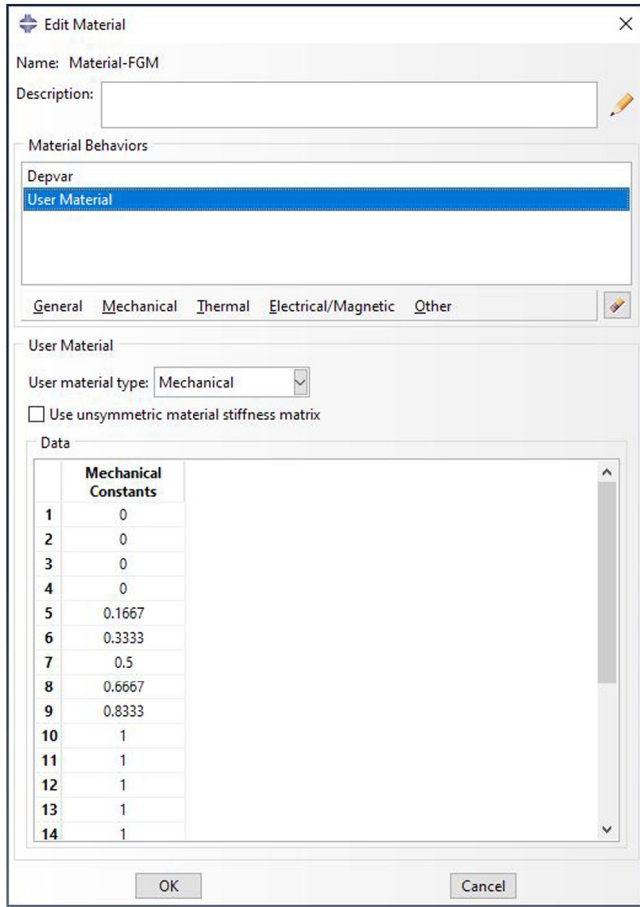 Edit Material
Name: Material-FGM
Description:
Material Behaviors
Depvar
User Material
General Mechanical Thermal Electrical/Magnetic Other
User Material
User material type: Mechanical
Use unsymmetric material stiffness matrix
Data
Mechanical
Constants
1 0
2 0
3 0
4 0
5 0.1667
6 0.3333
7 0.5
8 0.6667
9 0.8333
10 1
11 1
12 1
13 1
14 1
OK Cancel